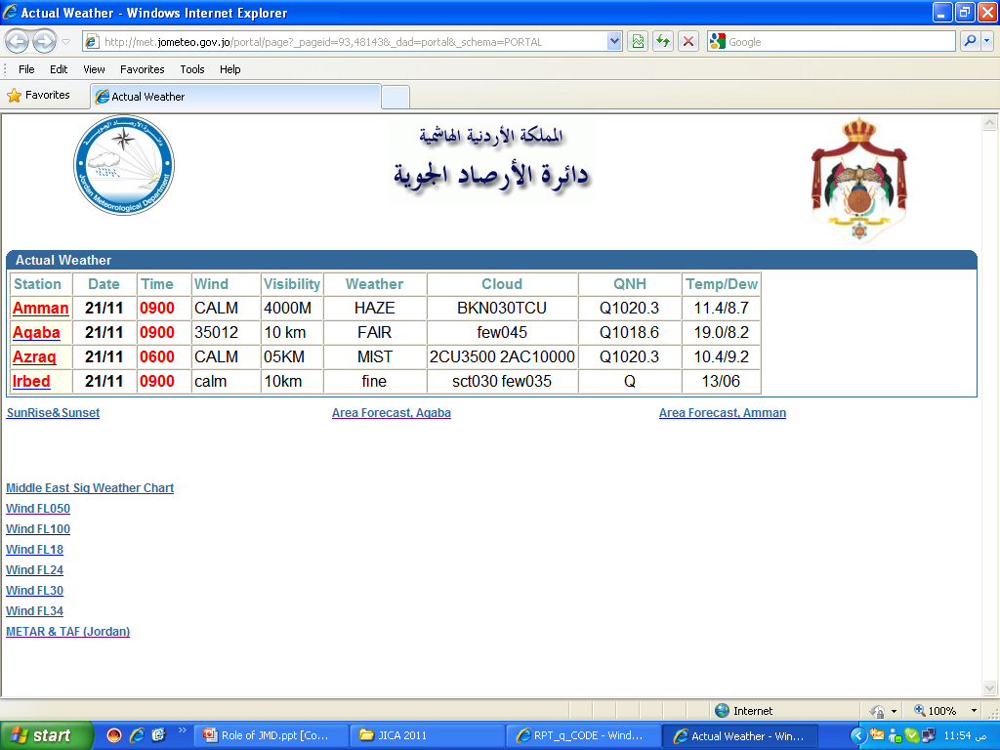 Actual Weather - Windows Internet Explorer
http://met.jometeo.gov.jo/portal/page?_pageid=93,48143&_dad=portal&_schema=PORTAL
Google
File Edit View Favorites Tools Help
Favorites Actual Weather
دائرة الأرصاد الجوية
Jordan Meteorological Department
المملكة الأردنية الهاشمية
دائرة الأرصاد الجوية
Actual Weather
Station Date Time Wind Visibility Weather Cloud QNH Temp/Dew
Amman 21/11 0900 CALM 4000M HAZE BKN030TCU Q1020.3 11.4/8.7
Aqaba 21/11 0900 35012 10 km FAIR few045 Q1018.6 19.0/8.2
Azraq 21/11 0600 CALM 05KM MIST 2CU3500 2AC10000 Q1020.3 10.4/9.2
Irbed 21/11 0900 calm 10km fine sct030 few035 Q 13/06
SunRise&Sunset Area Forecast, Aqaba Area Forecast, Amman
Middle East Sig Weather Chart
Wind FL050
Wind FL100
Wind FL18
Wind FL24
Wind FL30
Wind FL34
METAR & TAF (Jordan)
Internet 100%
start Role of JMD.ppt [Co... JICA 2011 RPT_q_CODE - Wind... Actual Weather - Win... 11:54 ص